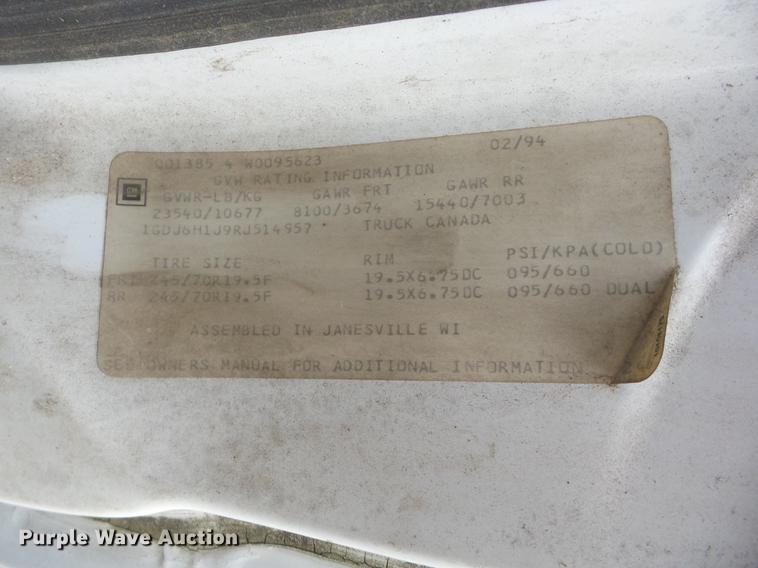 001385 4 W0095623 02/94
GVW RATING INFORMATION
GVWR-LB/KG GAWR FRT GAWR RR
23540/10677 8100/3674 15440/7003
1GDJ6H1J9RJ514957 TRUCK CANADA
TIRE SIZE RIM PSI/KPA(COLD)
FRT 245/70R19.5F 19.5X6.75DC 095/660
RR 245/70R19.5F 19.5X6.75DC 095/660 DUAL
ASSEMBLED IN JANESVILLE WI
SEE OWNERS MANUAL FOR ADDITIONAL INFORMATION
GM
Purple Wave Auction